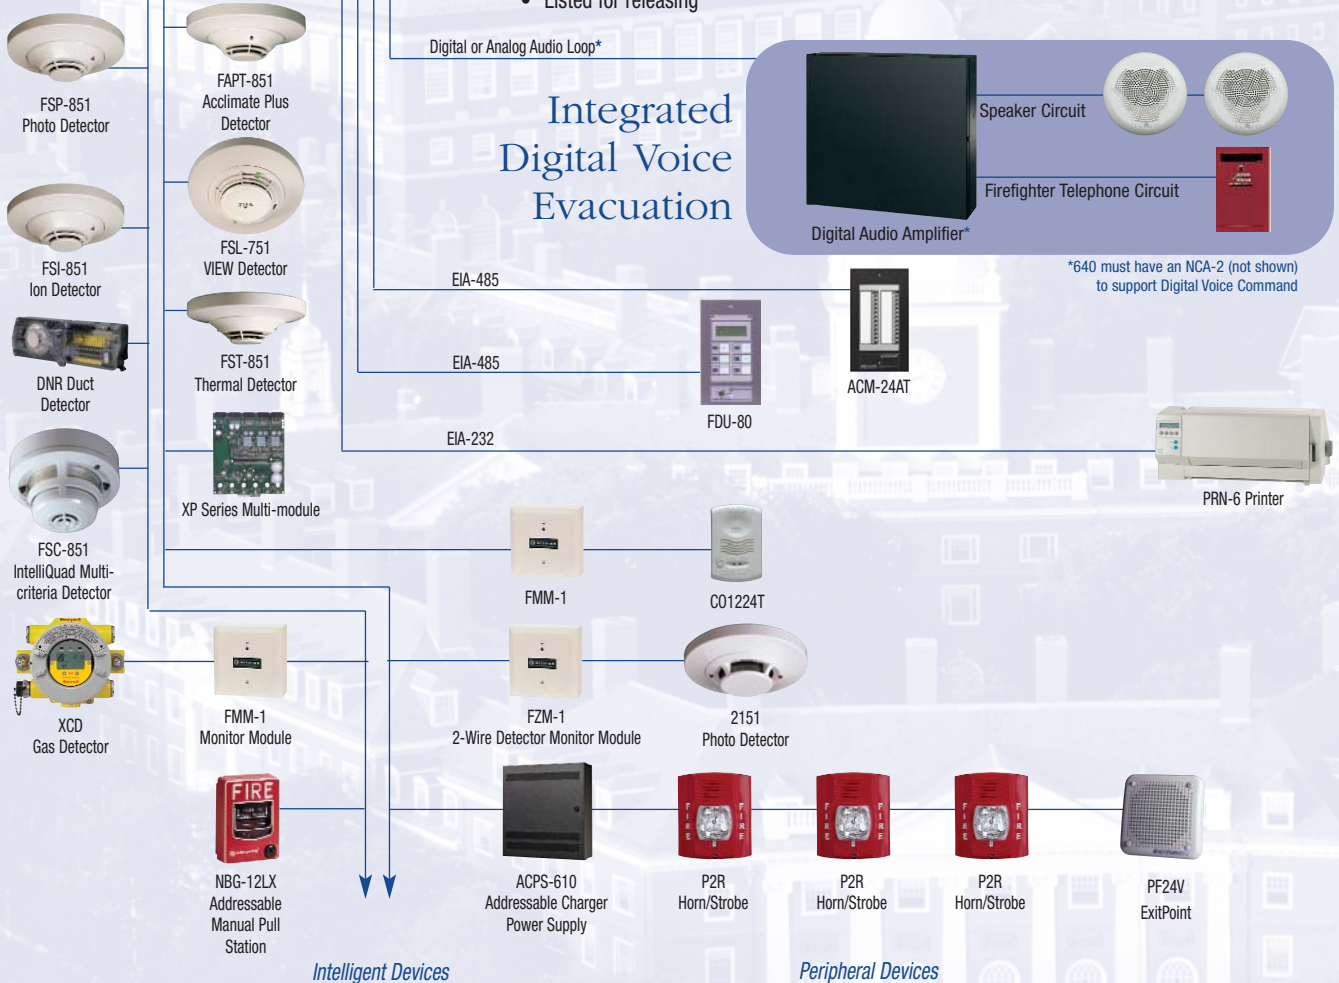 • Listed for releasing
Digital or Analog Audio Loop*
FSP-851
Photo Detector
FAPT-851
Acclimate Plus
Detector
Integrated
Digital Voice
Evacuation
Speaker Circuit
Firefighter Telephone Circuit
Digital Audio Amplifier*
*640 must have an NCA-2 (not shown)
to support Digital Voice Command
FSI-851
Ion Detector
FSL-751
VIEW Detector
EIA-485
ACM-24AT
DNR Duct
Detector
FST-851
Thermal Detector
EIA-485
FDU-80
EIA-232
PRN-6 Printer
XP Series Multi-module
FSC-851
IntelliQuad Multi-
criteria Detector
FMM-1
CO1224T
XCD
Gas Detector
FMM-1
Monitor Module
FZM-1
2-Wire Detector Monitor Module
2151
Photo Detector
FIRE
NBG-12LX
Addressable
Manual Pull
Station
ACPS-610
Addressable Charger
Power Supply
FIRE
FIRE
P2R
Horn/Strobe
FIRE
FIRE
P2R
Horn/Strobe
FIRE
FIRE
P2R
Horn/Strobe
PF24V
ExitPoint
Intelligent Devices
Peripheral Devices